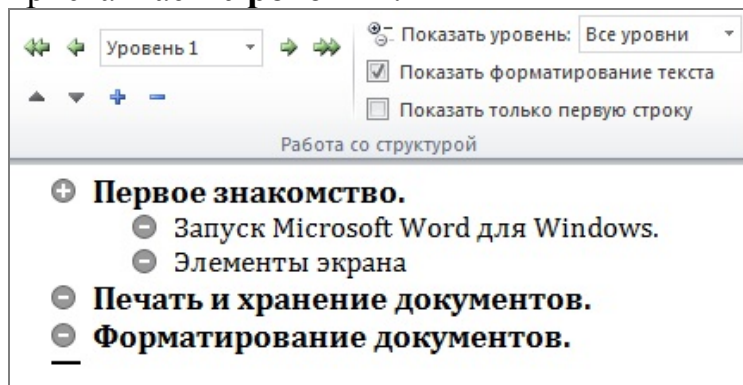 Уровень 1
Показать уровень: Все уровни
Показать форматирование текста
Показать только первую строку
Работа со структурой
Первое знакомство.
Запуск Microsoft Word для Windows.
Элементы экрана
Печать и хранение документов.
Форматирование документов.